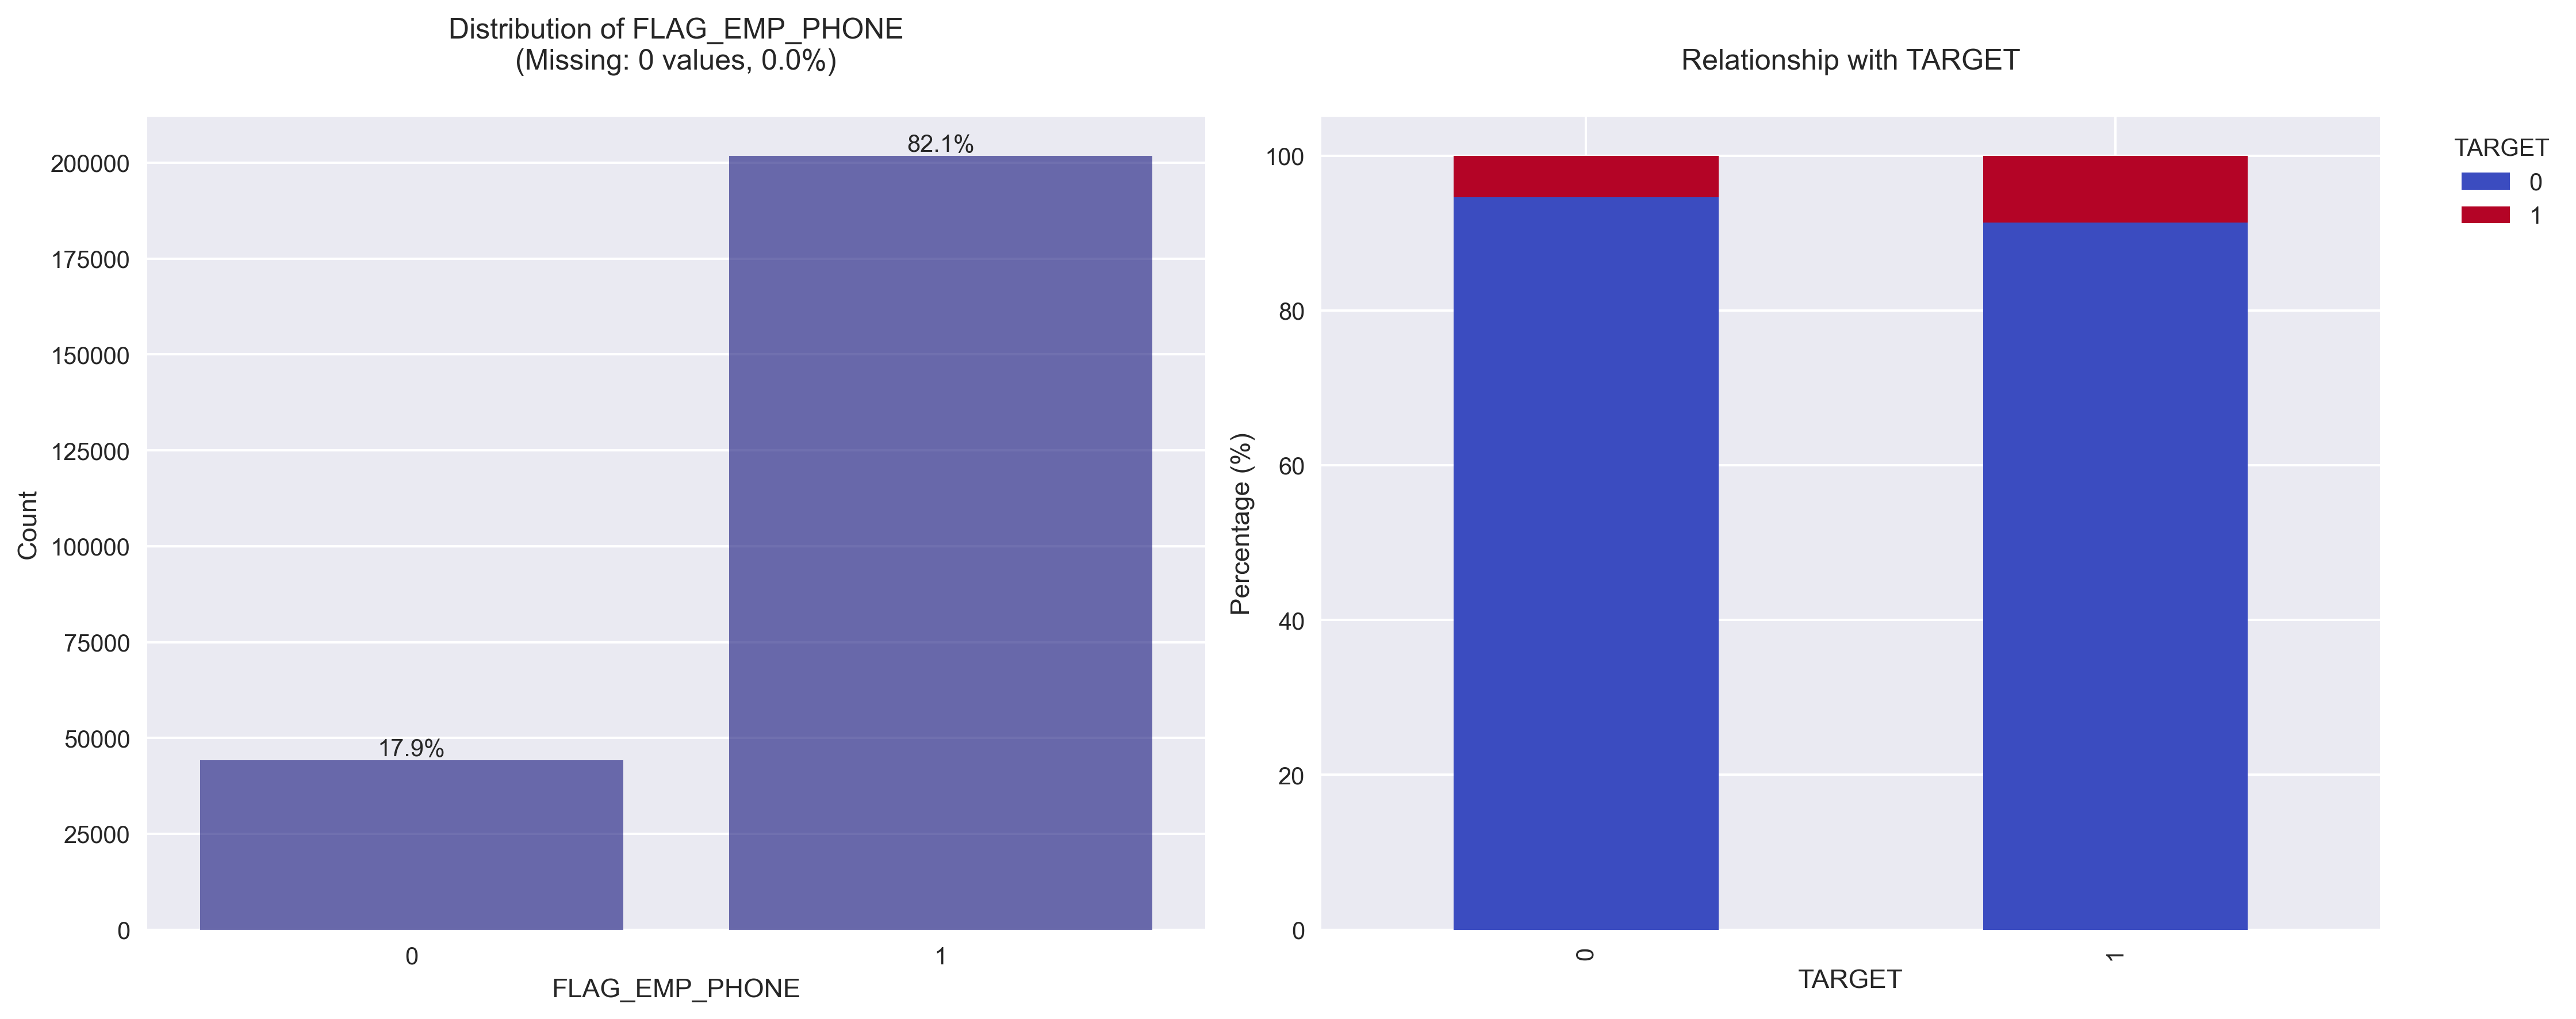 Distribution of FLAG_EMP_PHONE
(Missing: 0 values, 0.0%)
200000
175000
150000
125000
100000
75000
50000
25000
0
Count
17.9%
82.1%
0
1
FLAG_EMP_PHONE
Relationship with TARGET
100
80
60
40
20
0
Percentage (%)
0
1
TARGET
TARGET
0
1